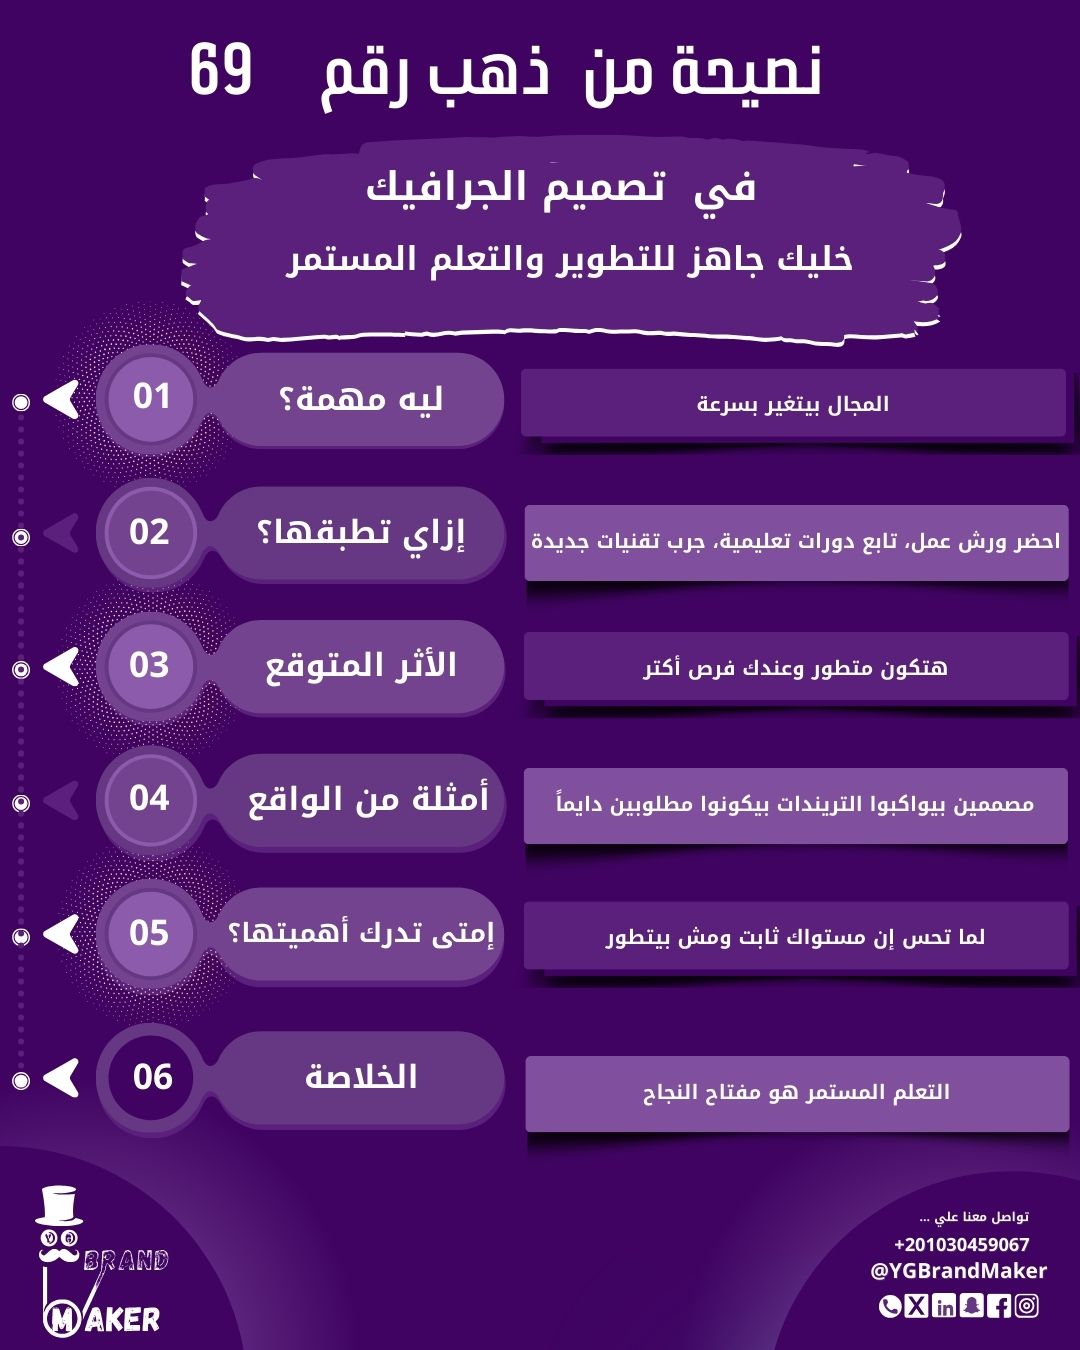 نصيحة من ذهب رقم 69
في تصميم الجرافيك
خليك جاهز للتطوير والتعلم المستمر
01
ليه مهمة؟
المجال بيتغير بسرعة
02
إزاي تطبقها؟
احضر ورش عمل، تابع دورات تعليمية، جرب تقنيات جديدة
03
الأثر المتوقع
هتكون متطور وعندك فرص أكتر
04
أمثلة من الواقع
مصممين بيواكبوا التريندات بيكونوا مطلوبين دايماً
05
إمتى تدرك أهميتها؟
لما تحس إن مستواك ثابت ومش بيتطور
06
الخلاصة
التعلم المستمر هو مفتاح النجاح
تواصل معنا علي ...
+201030459067
@YGBrandMaker
BRAND
MAKER